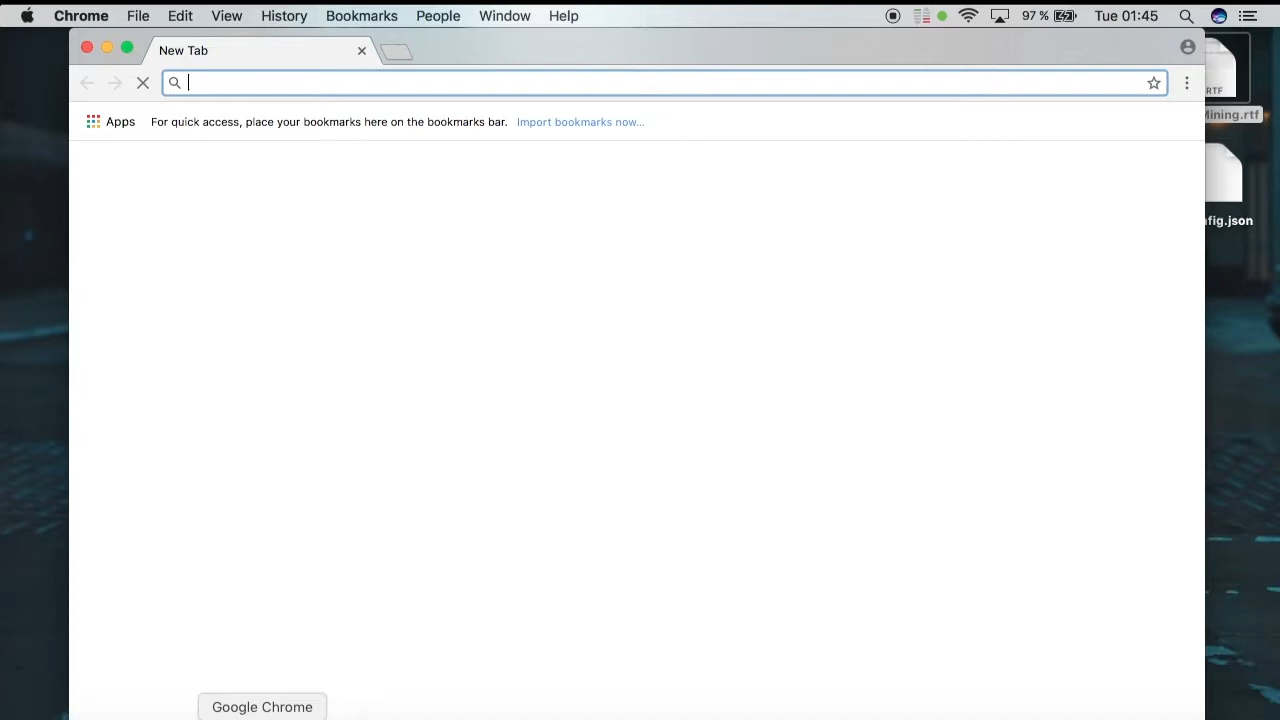 Chrome File Edit View History Bookmarks People Window Help 97 % Tue 01:45
New Tab
RTF
Apps For quick access, place your bookmarks here on the bookmarks bar. Import bookmarks now...
Mining.rtf
fig.json
Google Chrome